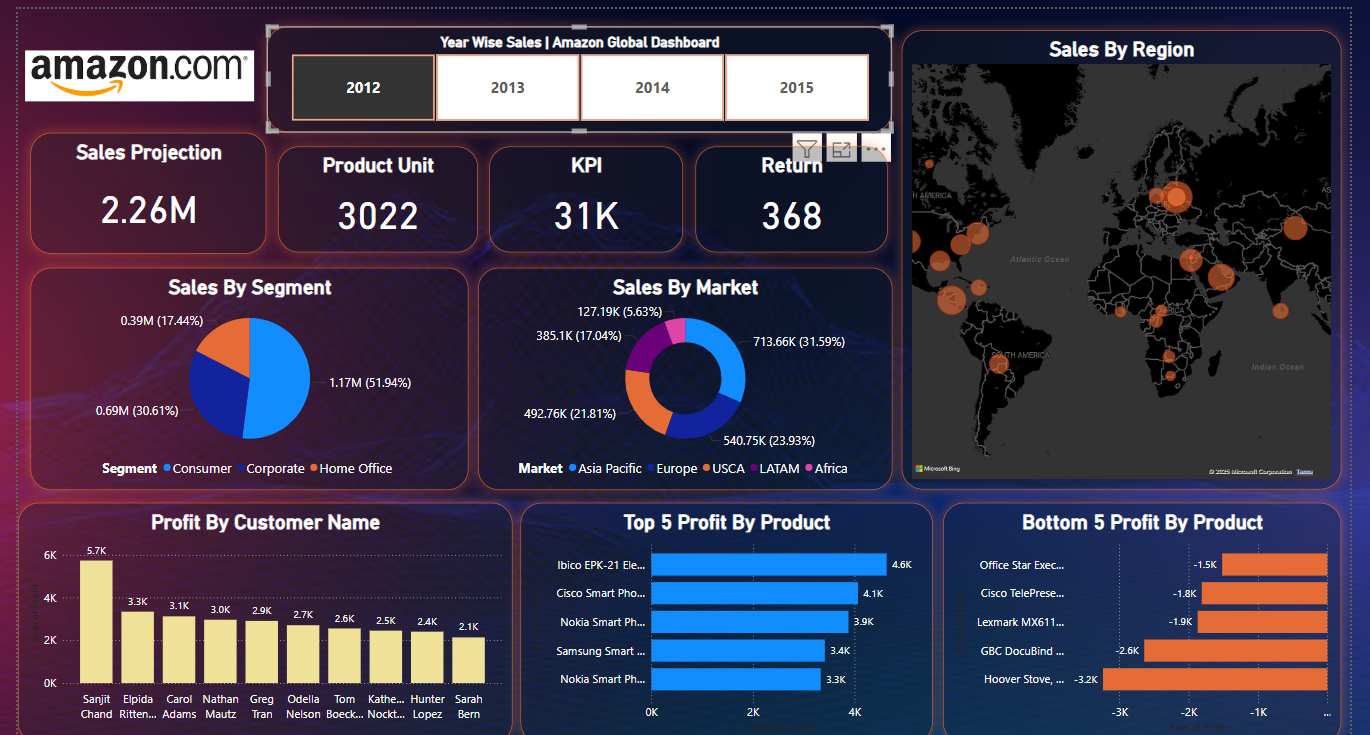 amazon.com®
Year Wise Sales | Amazon Global Dashboard
2012
2013
2014
2015
Sales Projection
2.26M
Product Unit
3022
KPI
31K
Return
368
Sales By Region
H AMERICA
Atlantic Ocean
AFRICA
SOUTH AMERICA
Indian Ocean
AS
Microsoft Bing
© 2025 Microsoft Corporation Terms
Sales By Segment
0.39M (17.44%)
1.17M (51.94%)
0.69M (30.61%)
Segment Consumer Corporate Home Office
Sales By Market
127.19K (5.63%)
385.1K (17.04%)
713.66K (31.59%)
492.76K (21.81%)
540.75K (23.93%)
Market Asia Pacific Europe USCA LATAM Africa
Profit By Customer Name
6K
4K
2K
0K
5.7K
3.3K
3.1K
3.0K
2.9K
2.7K
2.6K
2.5K
2.4K
2.1K
Sanjit Chand
Elpida Ritten...
Carol Adams
Nathan Mautz
Greg Tran
Odella Nelson
Tom Boeck...
Kathe... Nockt...
Hunter Lopez
Sarah Bern
Top 5 Profit By Product
Ibico EPK-21 Ele...
4.6K
Cisco Smart Pho...
4.1K
Nokia Smart Ph...
3.9K
Samsung Smart ...
3.4K
Nokia Smart Ph...
3.3K
0K
2K
4K
Bottom 5 Profit By Product
Office Star Exec...
-1.5K
Cisco TelePrese...
-1.8K
Lexmark MX611...
-1.9K
GBC DocuBind ...
-2.6K
Hoover Stove, ...
-3.2K
-3K
-2K
-1K
...